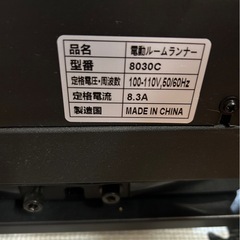 品名 電動ルームランナー
型番 8030C
定格電圧・周波数 100-110V,50/60Hz
定格電流 8.3A
製造国 MADE IN CHINA